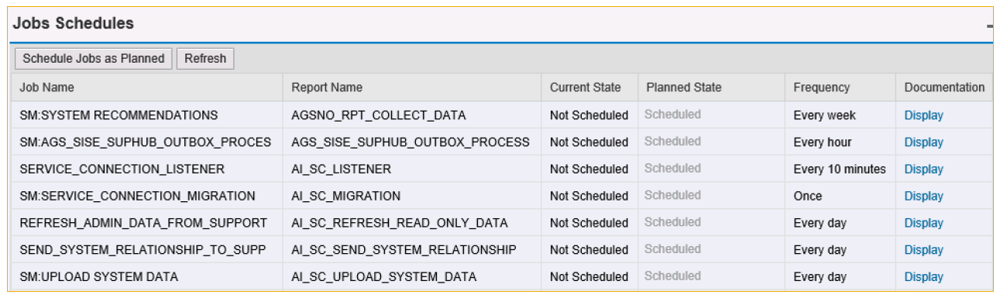 Jobs Schedules
Schedule Jobs as Planned Refresh
Job Name Report Name Current State Planned State Frequency Documentation
SM:SYSTEM RECOMMENDATIONS AGSNO_RPT_COLLECT_DATA Not Scheduled Scheduled Every week Display
SM:AGS_SISE_SUPHUB_OUTBOX_PROCES AGS_SISE_SUPHUB_OUTBOX_PROCESS Not Scheduled Scheduled Every hour Display
SERVICE_CONNECTION_LISTENER AI_SC_LISTENER Not Scheduled Scheduled Every 10 minutes Display
SM:SERVICE_CONNECTION_MIGRATION AI_SC_MIGRATION Not Scheduled Scheduled Once Display
REFRESH_ADMIN_DATA_FROM_SUPPORT AI_SC_REFRESH_READ_ONLY_DATA Not Scheduled Scheduled Every day Display
SEND_SYSTEM_RELATIONSHIP_TO_SUPP AI_SC_SEND_SYSTEM_RELATIONSHIP Not Scheduled Scheduled Every day Display
SM:UPLOAD SYSTEM DATA AI_SC_UPLOAD_SYSTEM_DATA Not Scheduled Scheduled Every day Display